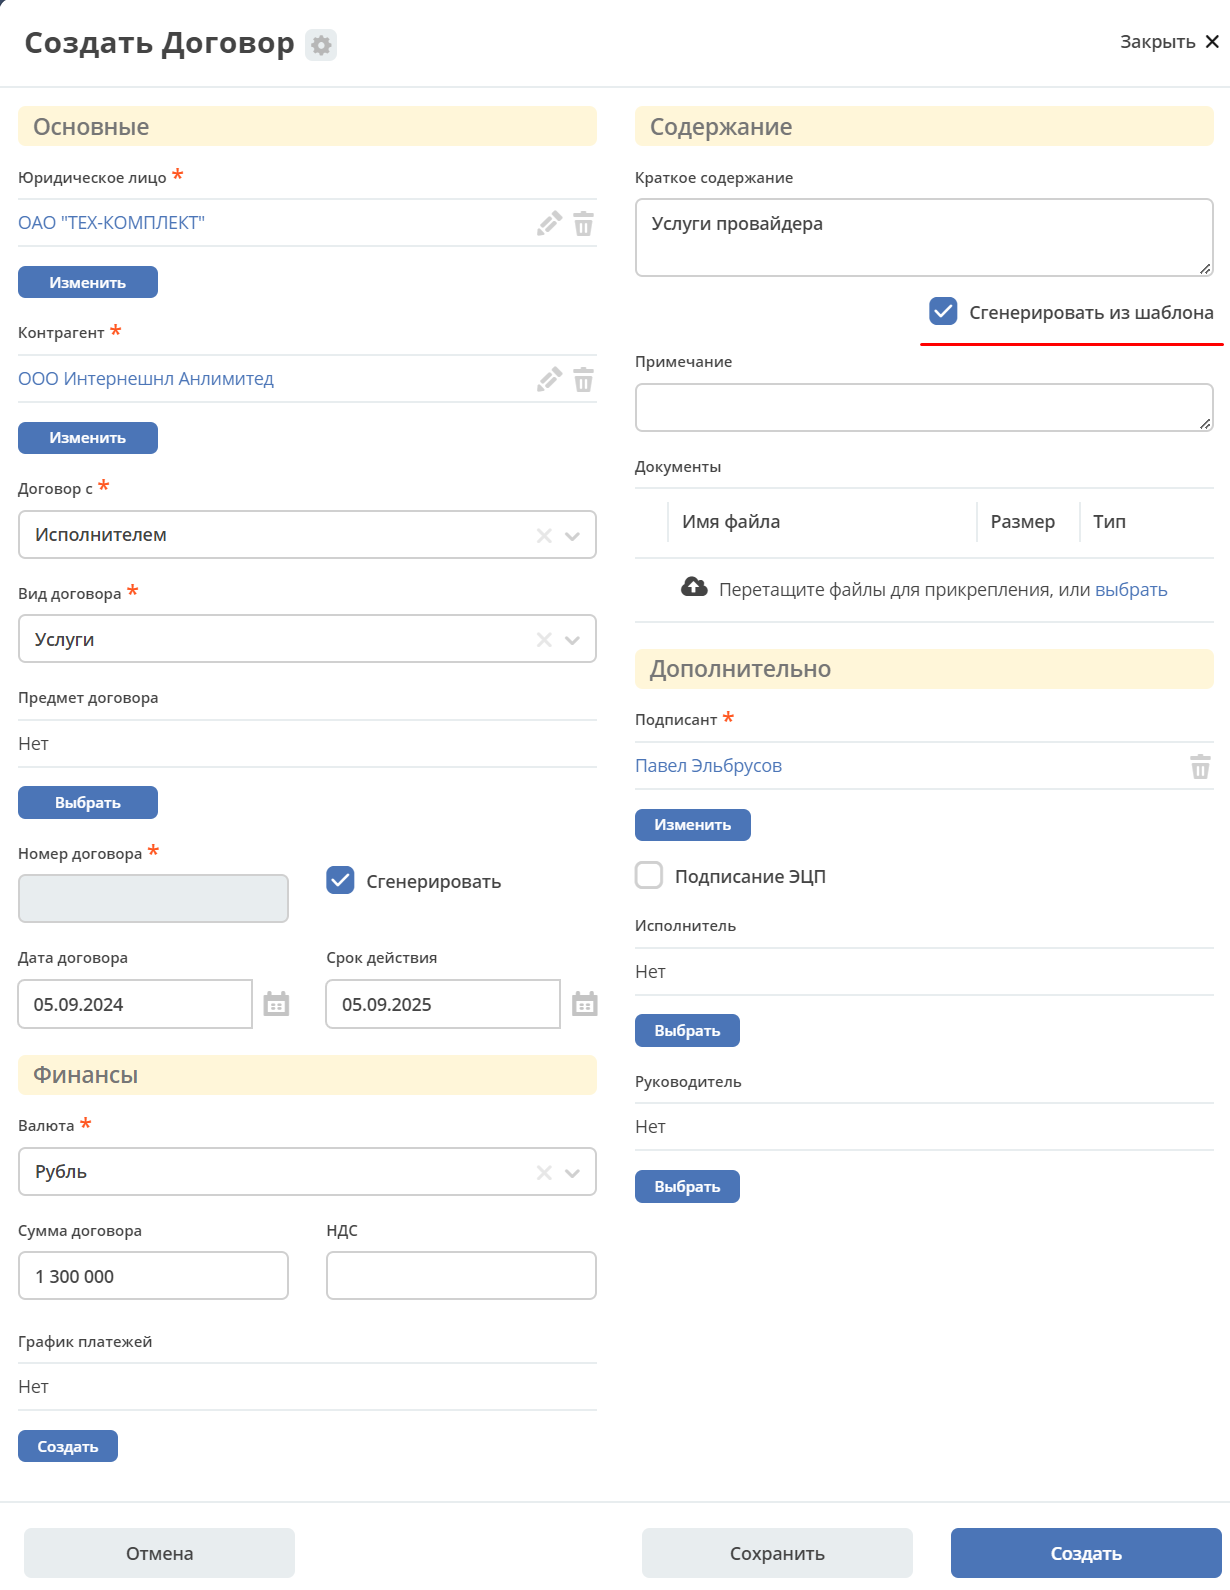 Создать Договор
Закрыть
Основные
Юридическое лицо *
ОАО "ТЕХ-КОМПЛЕКТ"
Изменить
Контрагент *
ООО Интернешнл Анлимитед
Изменить
Договор с *
Исполнителем
Вид договора *
Услуги
Предмет договора
Нет
Выбрать
Номер договора *
Сгенерировать
Дата договора
Срок действия
05.09.2024
05.09.2025
Финансы
Валюта *
Рубль
Сумма договора
НДС
1 300 000
График платежей
Нет
Создать
Содержание
Краткое содержание
Услуги провайдера
Сгенерировать из шаблона
Примечание
Документы
Имя файла
Размер
Тип
Перетащите файлы для прикрепления, или выбрать
Дополнительно
Подписант *
Павел Эльбрусов
Изменить
Подписание ЭЦП
Исполнитель
Нет
Выбрать
Руководитель
Нет
Выбрать
Отмена
Сохранить
Создать